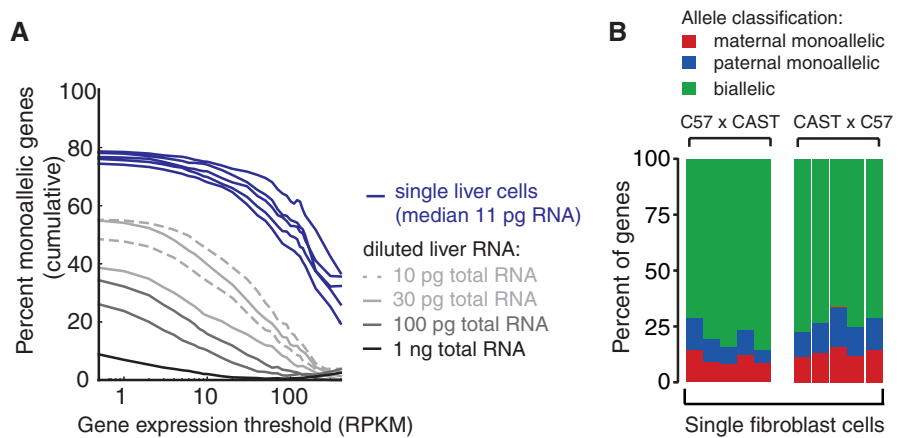 A
Percent monoallelic genes
(cumulative)
100
80
60
40
20
0
1
10
100
Gene expression threshold (RPKM)
single liver cells
(median 11 pg RNA)
diluted liver RNA:
10 pg total RNA
30 pg total RNA
100 pg total RNA
1 ng total RNA
B
Allele classification:
maternal monoallelic
paternal monoallelic
biallelic
C57 x CAST
CAST x C57
Percent of genes
100
75
50
25
0
Single fibroblast cells